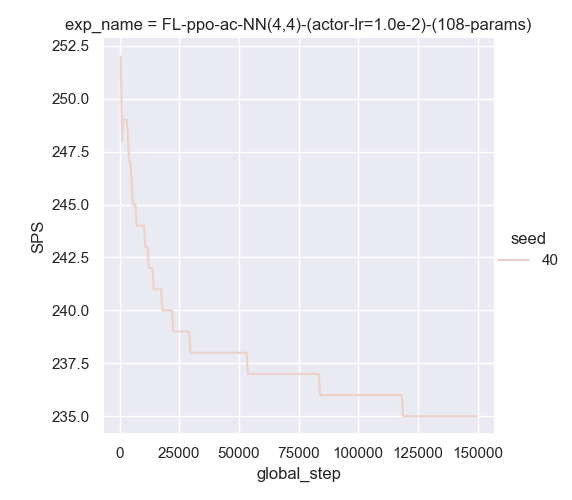 exp_name = FL-ppo-ac-NN(4,4)-(actor-lr=1.0e-2)-(108-params)
252.5
250.0
247.5
245.0
242.5
240.0
237.5
235.0
SPS
0 25000 50000 75000 100000 125000 150000
global_step
seed
40